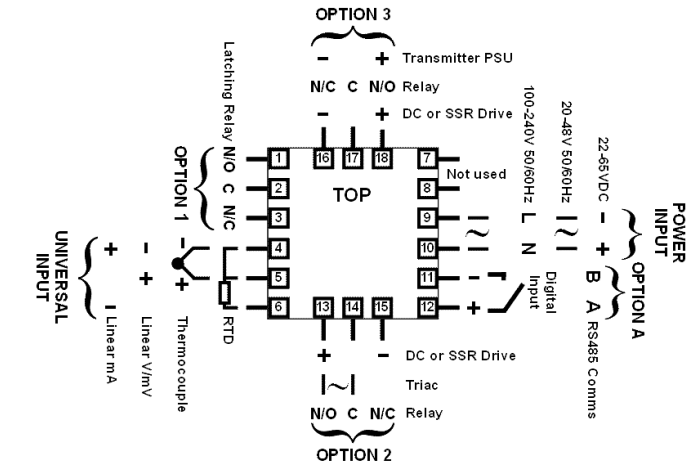 OPTION 3
− + Transmitter PSU
N/C C N/O Relay
− + DC or SSR Drive
Latching Relay
N/O C N/C
OPTION 1
1 16 17 18 7
2 TOP 8
Not used
3 9
4 10
5 11
6 13 14 15 12
100-240V 50/60Hz
L N
20-48V 50/60Hz
22-65VDC
− +
POWER INPUT
Digital Input
− +
B A
RS485 Comms
OPTION A
UNIVERSAL INPUT
+ − Linear mA
− + Linear V/mV
− + Thermocouple
RTD
+ − DC or SSR Drive
~ Triac
N/O C N/C Relay
OPTION 2